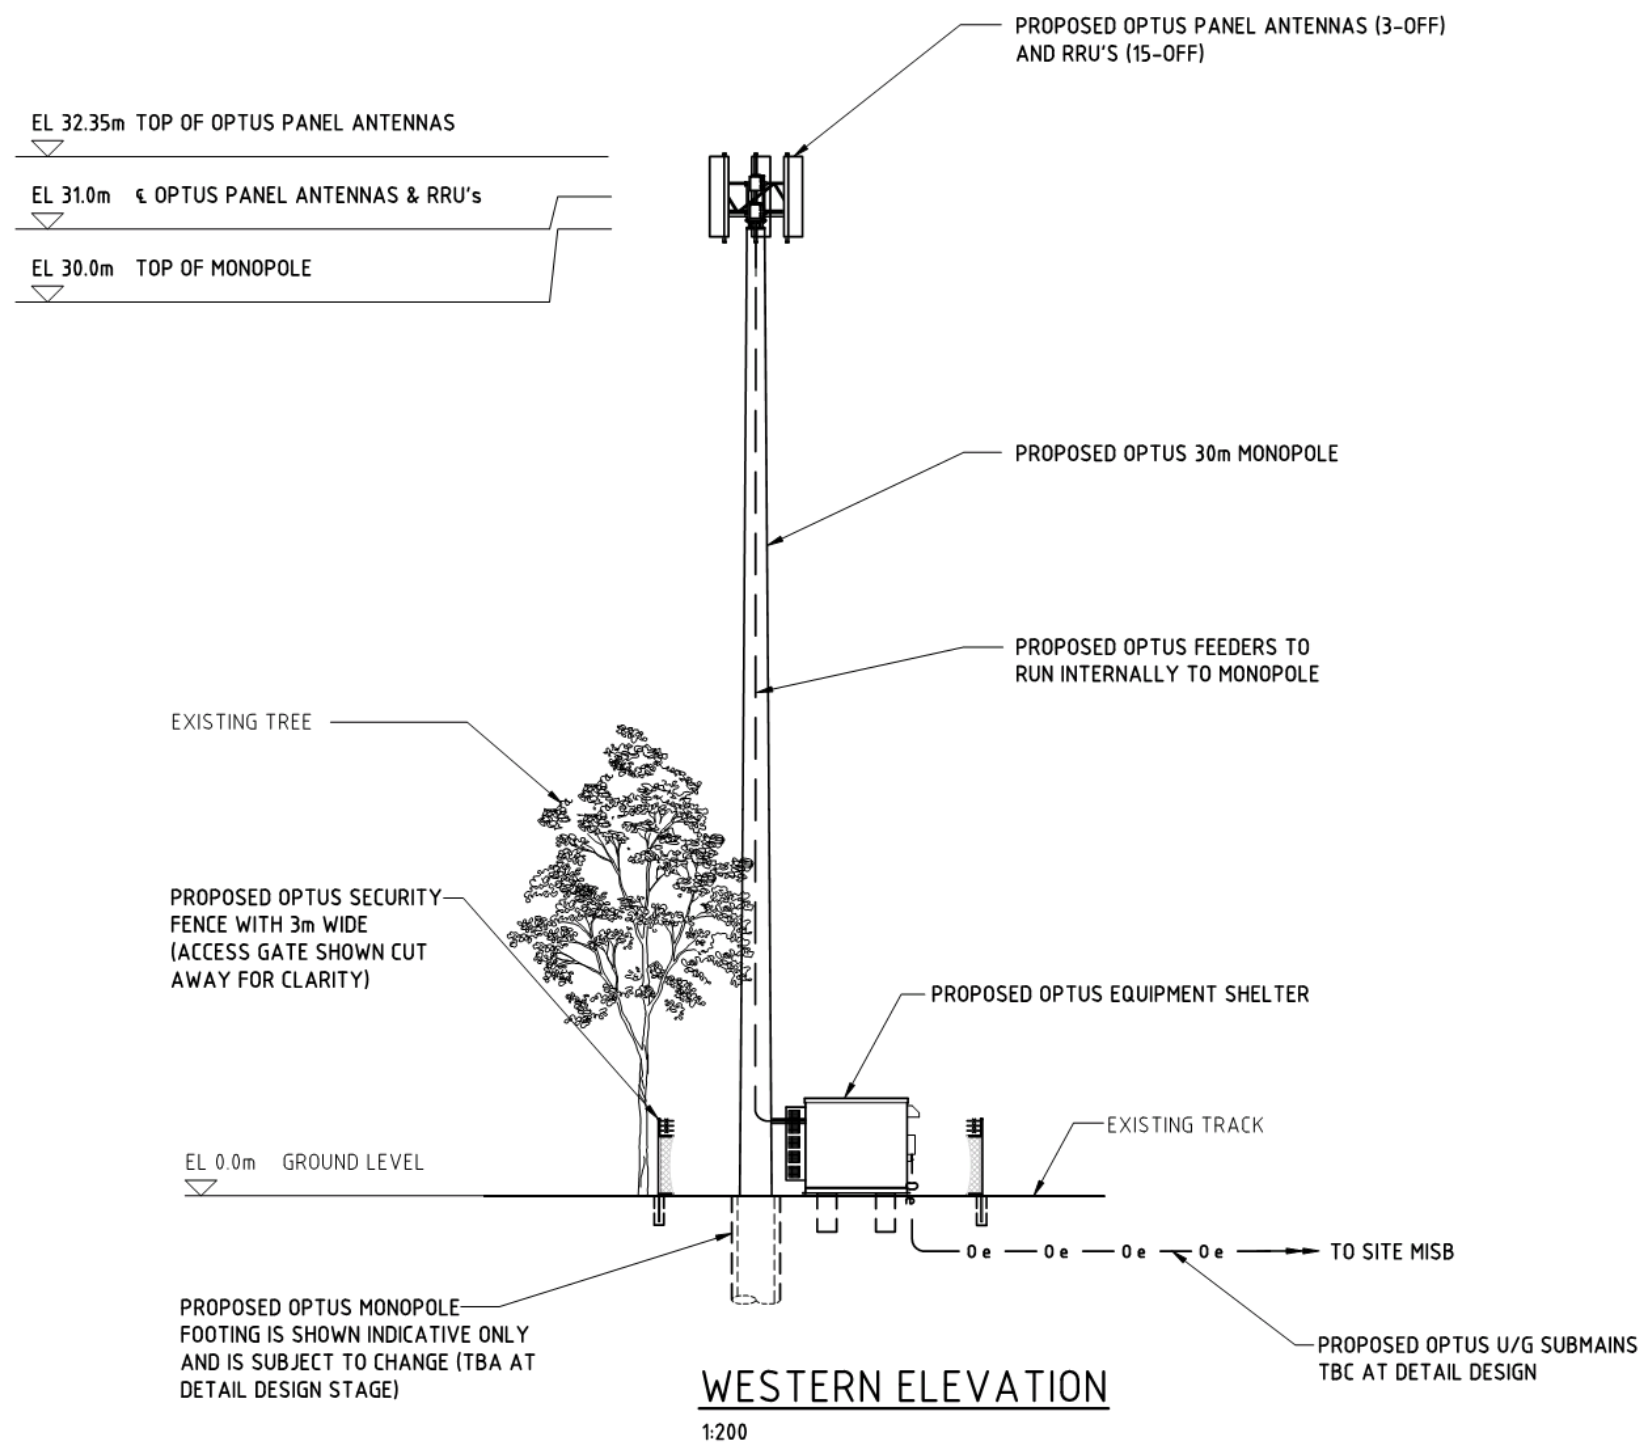 PROPOSED OPTUS PANEL ANTENNAS (3-OFF)
AND RRU'S (15-OFF)
EL 32.35m TOP OF OPTUS PANEL ANTENNAS
EL 31.0m ℄ OPTUS PANEL ANTENNAS & RRU's
EL 30.0m TOP OF MONOPOLE
PROPOSED OPTUS 30m MONOPOLE
PROPOSED OPTUS FEEDERS TO
RUN INTERNALLY TO MONOPOLE
EXISTING TREE
PROPOSED OPTUS SECURITY
FENCE WITH 3m WIDE
(ACCESS GATE SHOWN CUT
AWAY FOR CLARITY)
PROPOSED OPTUS EQUIPMENT SHELTER
EXISTING TRACK
EL 0.0m GROUND LEVEL
O e O e O e O e TO SITE MISB
PROPOSED OPTUS MONOPOLE
FOOTING IS SHOWN INDICATIVE ONLY
AND IS SUBJECT TO CHANGE (TBA AT
DETAIL DESIGN STAGE)
PROPOSED OPTUS U/G SUBMAINS
TBC AT DETAIL DESIGN
WESTERN ELEVATION
1:200